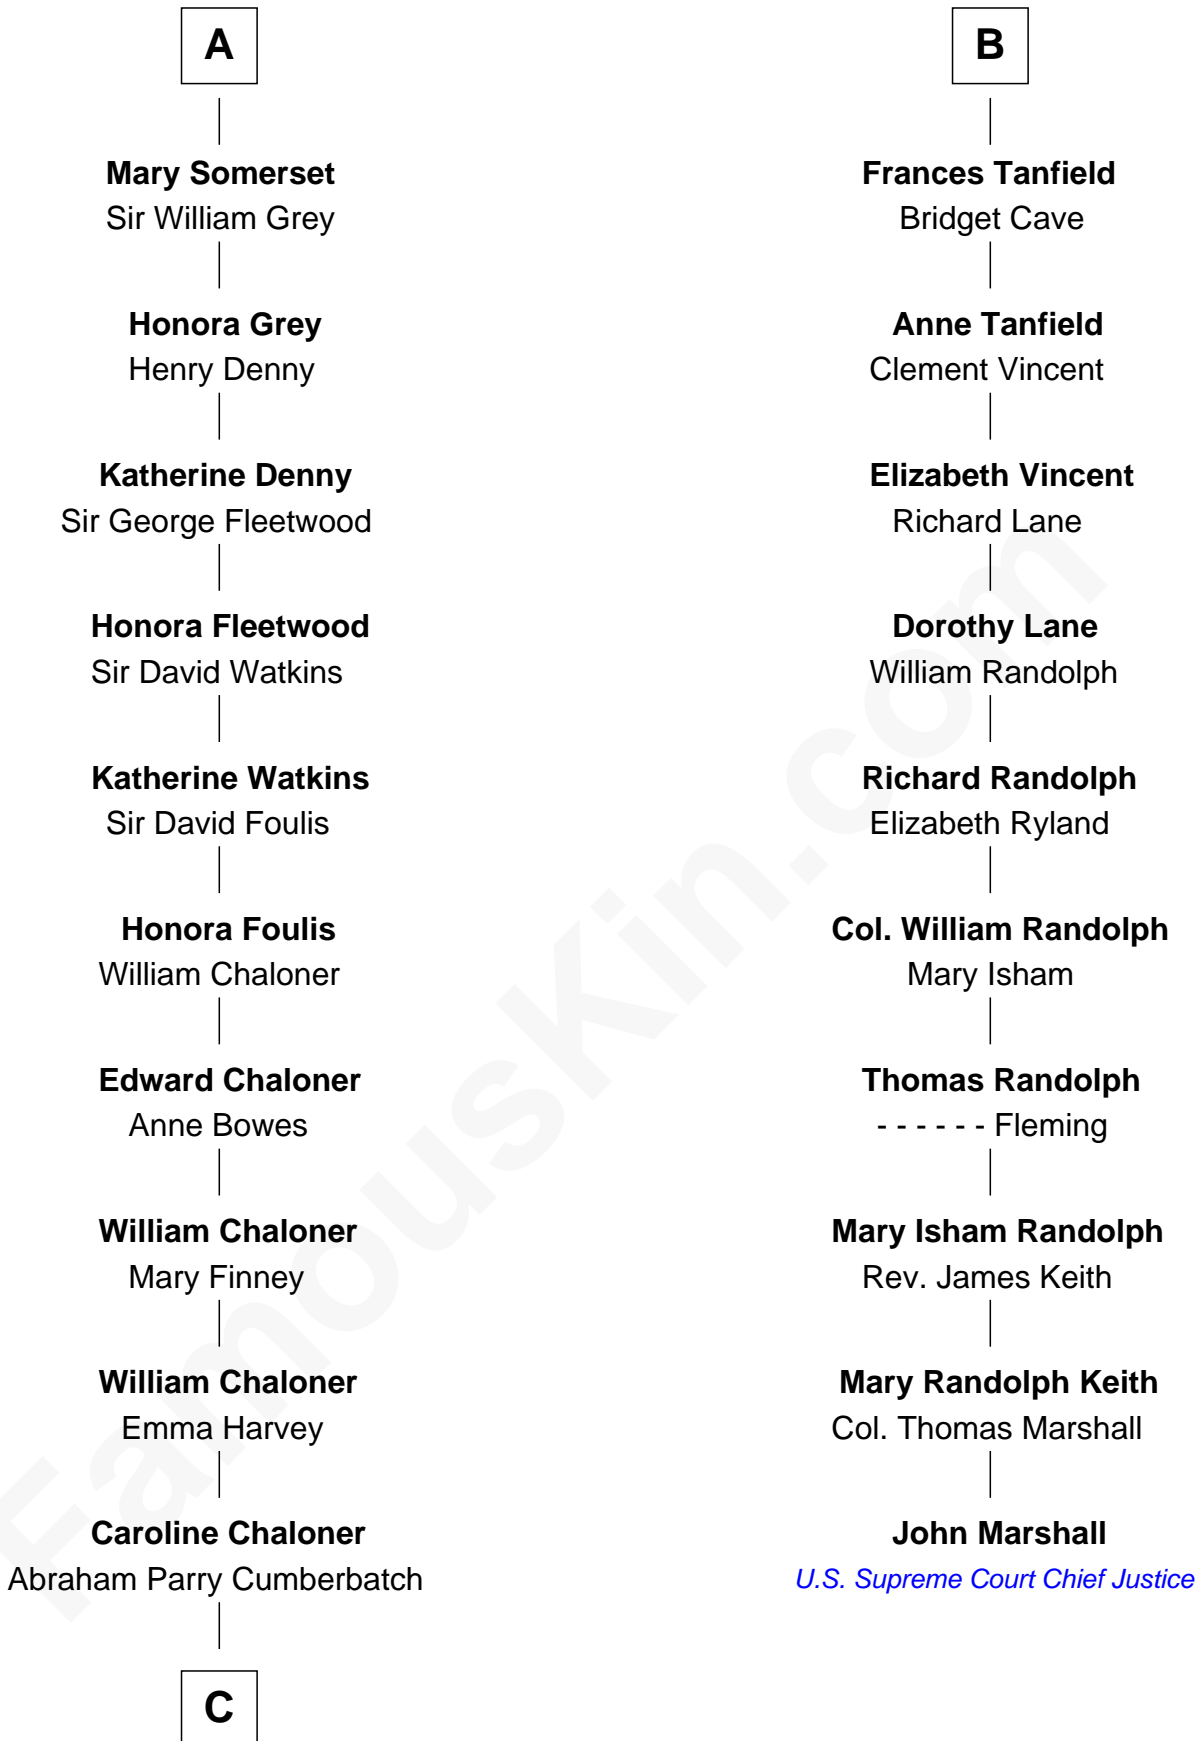 A
B
Mary Somerset
Sir William Grey
Frances Tanfield
Bridget Cave
Honora Grey
Henry Denny
Anne Tanfield
Clement Vincent
Katherine Denny
Sir George Fleetwood
Elizabeth Vincent
Richard Lane
Honora Fleetwood
Sir David Watkins
Dorothy Lane
William Randolph
Katherine Watkins
Sir David Foulis
Richard Randolph
Elizabeth Ryland
Honora Foulis
William Chaloner
Col. William Randolph
Mary Isham
Edward Chaloner
Anne Bowes
Thomas Randolph
- - - - - - Fleming
William Chaloner
Mary Finney
Mary Isham Randolph
Rev. James Keith
William Chaloner
Emma Harvey
Mary Randolph Keith
Col. Thomas Marshall
Caroline Chaloner
Abraham Parry Cumberbatch
John Marshall
U.S. Supreme Court Chief Justice
C
FamousKin.com